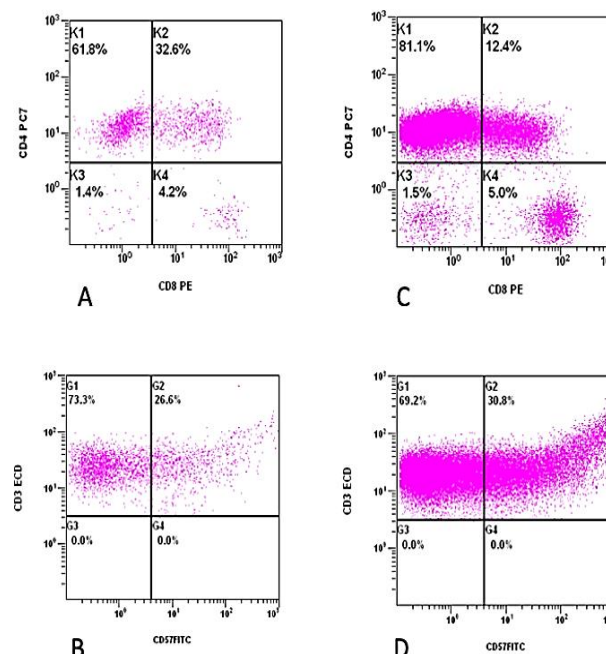 10³
K1
K2
61.8%
32.6%
10²
CD4 PC7
10¹
K3
K4
1.4%
4.2%
10⁰
10⁰ 10¹ 10² 10³
CD8 PE
A
10³
K1
K2
81.1%
12.4%
10²
CD4 PC7
10¹
K3
K4
1.5%
5.0%
10⁰
10⁰ 10¹ 10² 10³
CD8 PE
C
10³
G1
G2
73.3%
26.6%
10²
CD3 ECD
10¹
G3
G4
0.0%
0.0%
10⁰
10⁰ 10¹ 10² 10³
CD57FITC
B
10³
G1
G2
69.2%
30.8%
10²
CD3 ECD
10¹
G3
G4
0.0%
0.0%
10⁰
10⁰ 10¹ 10² 10³
CD57FITC
D